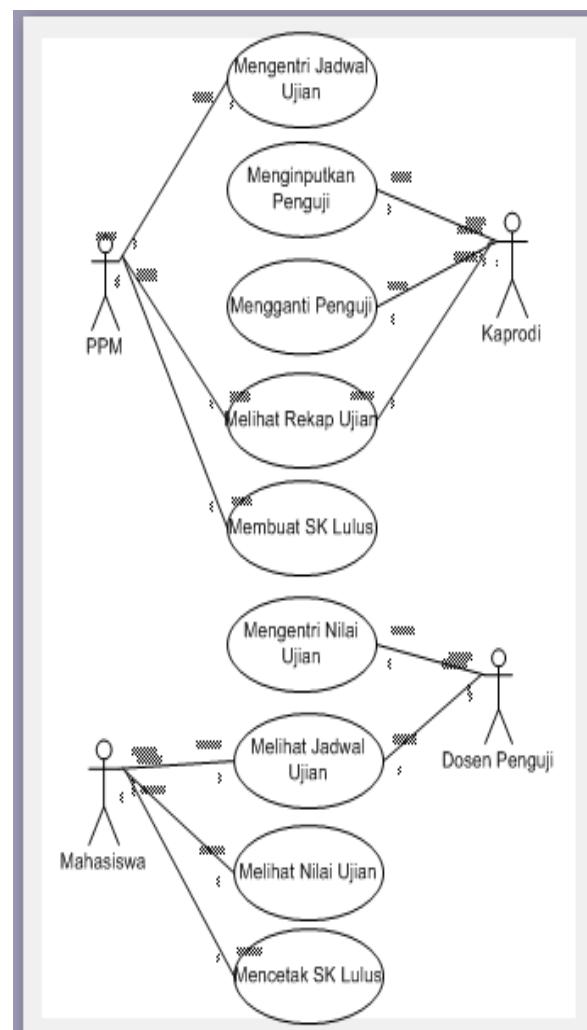 Mengentri Jadwal
Ujian
Menginputkan
Penguji
Mengganti Penguji
PPM
Kaprodi
Melihat Rekap Ujian
Membuat SK Lulus
Mengentri Nilai
Ujian
Melihat Jadwal
Ujian
Dosen Penguji
Mahasiswa
Melihat Nilai Ujian
Mencetak SK Lulus